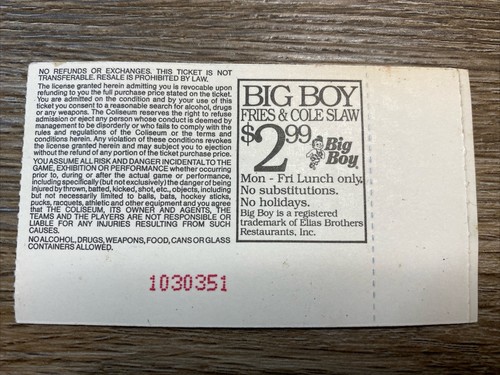 NO REFUNDS OR EXCHANGES. THIS TICKET IS NOT
TRANSFERABLE. RESALE IS PROHIBITED BY LAW.
The license granted herein admitting you is revocable upon
refunding to you the full purchase price stated on the ticket.
You are admitted on the condition and by your use of this
ticket you consent to a reasonable search for alcohol, drugs
or any weapons. The Coliseum reserves the right to refuse
admission or eject any person whose conduct is deemed by
management to be disorderly or who fails to comply with the
rules and regulations of the Coliseum or the terms and
conditions herein. Any violation of these conditions revokes
the license granted herein and may subject you to ejection
without the refund of any portion of the ticket purchase price.
YOU ASSUME ALL RISK AND DANGER INCIDENTAL TO THE
GAME, EXHIBITION OR PERFORMANCE whether occurring
prior to, during or after the actual game or performance,
including specifically (but not exclusively) the danger of being
injured by thrown, batted, kicked, shot, etc., objects, including
but not necessarily limited to balls, bats, hockey sticks,
pucks, racquets, athletic and other equipment and you agree
that THE COLISEUM, ITS OWNER AND AGENTS, THE
TEAMS AND THE PLAYERS ARE NOT RESPONSIBLE OR
LIABLE FOR ANY INJURIES RESULTING FROM SUCH
CAUSES.
NO ALCOHOL, DRUGS, WEAPONS, FOOD, CANS OR GLASS
CONTAINERS ALLOWED.
1030351
BIG BOY
FRIES & COLE SLAW
$2.99
Big
Boy
Mon - Fri Lunch only.
No substitutions.
No holidays.
Big Boy is a registered
trademark of Elias Brothers
Restaurants, Inc.